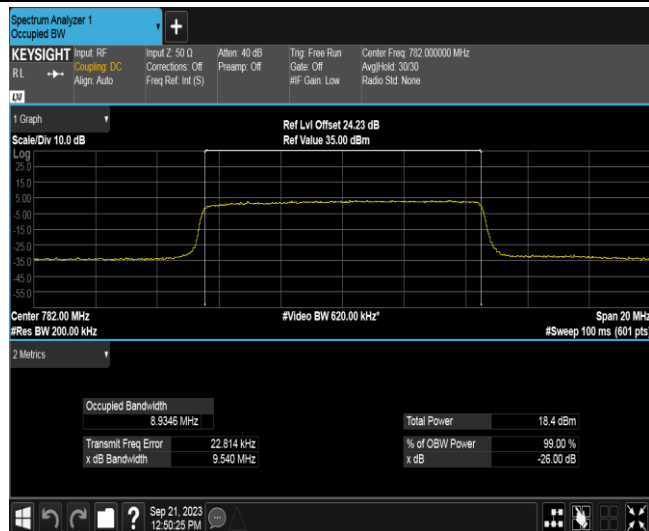 Spectrum Analyzer 1
Occupied BW
+
KEYSIGHT
RL
Input: RF
Coupling: DC
Align: Auto
Input Z: 50 Ω
Corrections: Off
Freq Ref: Int (S)
Atten: 40 dB
Preamp: Off
Trig: Free Run
Gate: Off
#IF Gain: Low
Center Freq: 782.000000 MHz
Avg|Hold: 30/30
Radio Std: None
1 Graph
Scale/Div 10.0 dB
Ref Lvl Offset 24.23 dB
Ref Value 35.00 dBm
Log
25.0
15.0
5.00
-5.00
-15.0
-25.0
-35.0
-45.0
-55.0
Center 782.00 MHz
#Res BW 200.00 kHz
#Video BW 620.00 kHz*
Span 20 MHz
#Sweep 100 ms (601 pts)
2 Metrics
Occupied Bandwidth
8.9346 MHz
Transmit Freq Error 22.814 kHz
x dB Bandwidth 9.540 MHz
Total Power 18.4 dBm
% of OBW Power 99.00 %
x dB -26.00 dB
?
Sep 21, 2023
12:50:25 PM